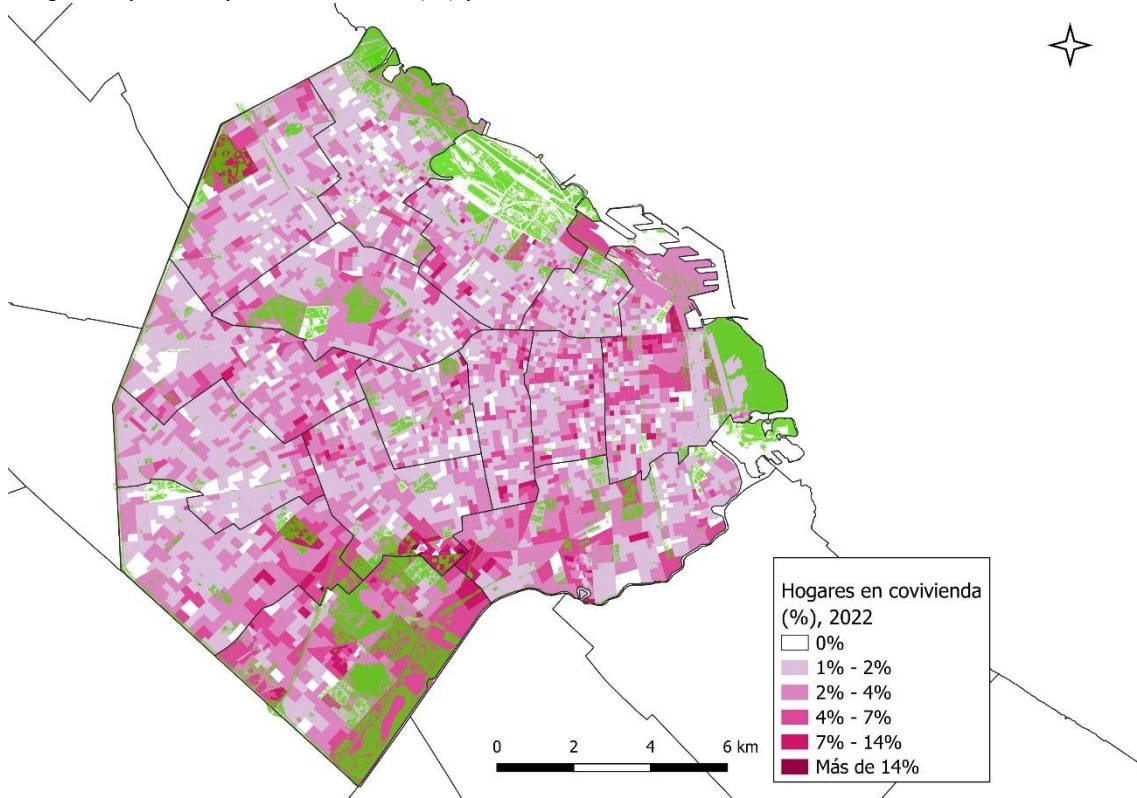 Hogares en covivienda
(%), 2022
0%
1% - 2%
2% - 4%
4% - 7%
7% - 14%
Más de 14%
0 2 4 6 km